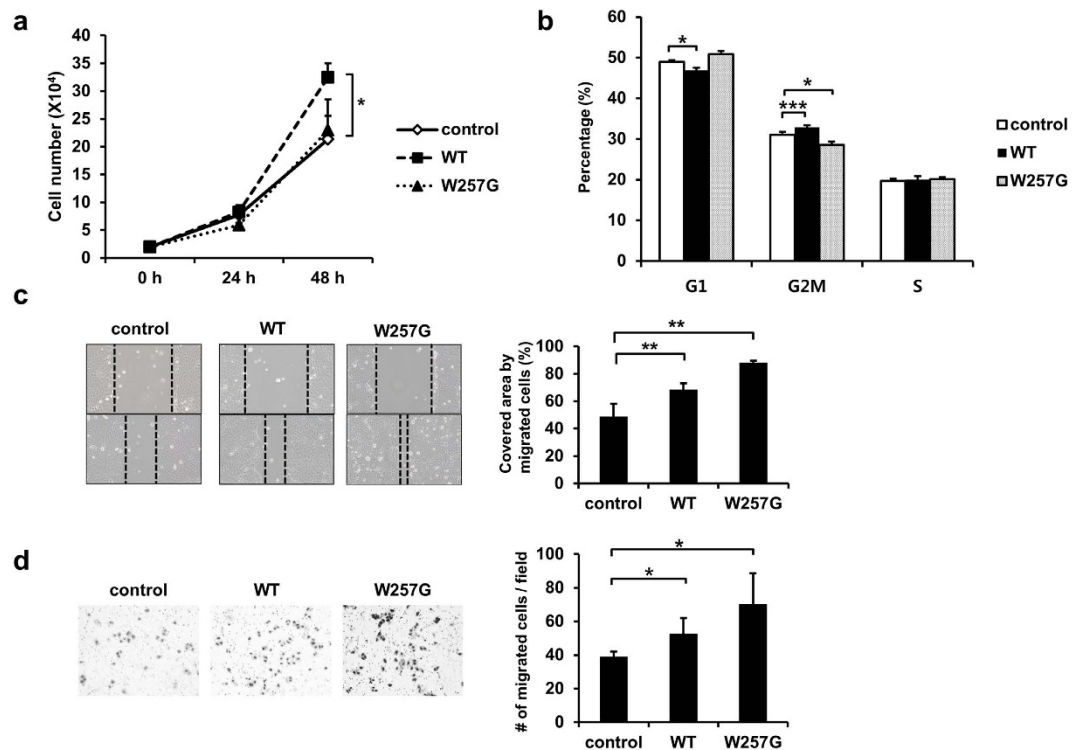 a
Cell number (X10⁴)
40
35
30
25
20
15
10
5
0
0 h 24 h 48 h
*
control
WT
W257G
b
Percentage (%)
60
50
40
30
20
10
0
*
***
*
G1 G2M S
control
WT
W257G
c
control WT W257G
Covered area by
migrated cells (%)
100
80
60
40
20
0
**
**
control WT W257G
d
control WT W257G
# of migrated cells / field
100
80
60
40
20
0
*
*
control WT W257G